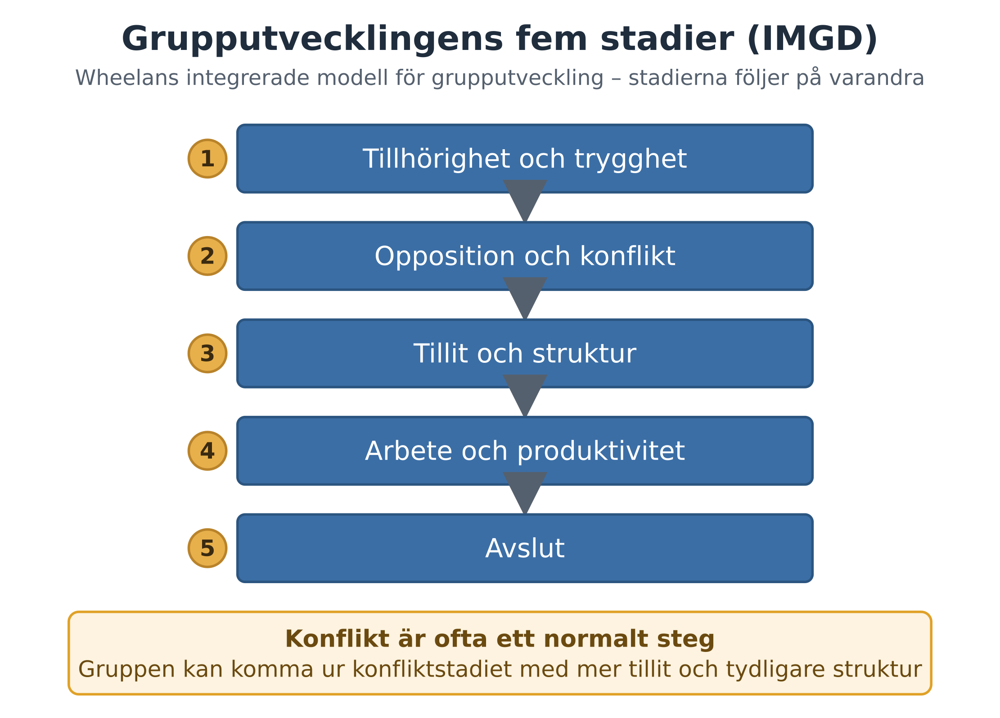 Grupputvecklingens fem stadier (IMGD)
Wheelans integrerade modell för grupputveckling – stadierna följer på varandra
1 Tillhörighet och trygghet
2 Opposition och konflikt
3 Tillit och struktur
4 Arbete och produktivitet
5 Avslut
Konflikt är ofta ett normalt steg
Gruppen kan komma ur konfliktstadiet med mer tillit och tydligare struktur